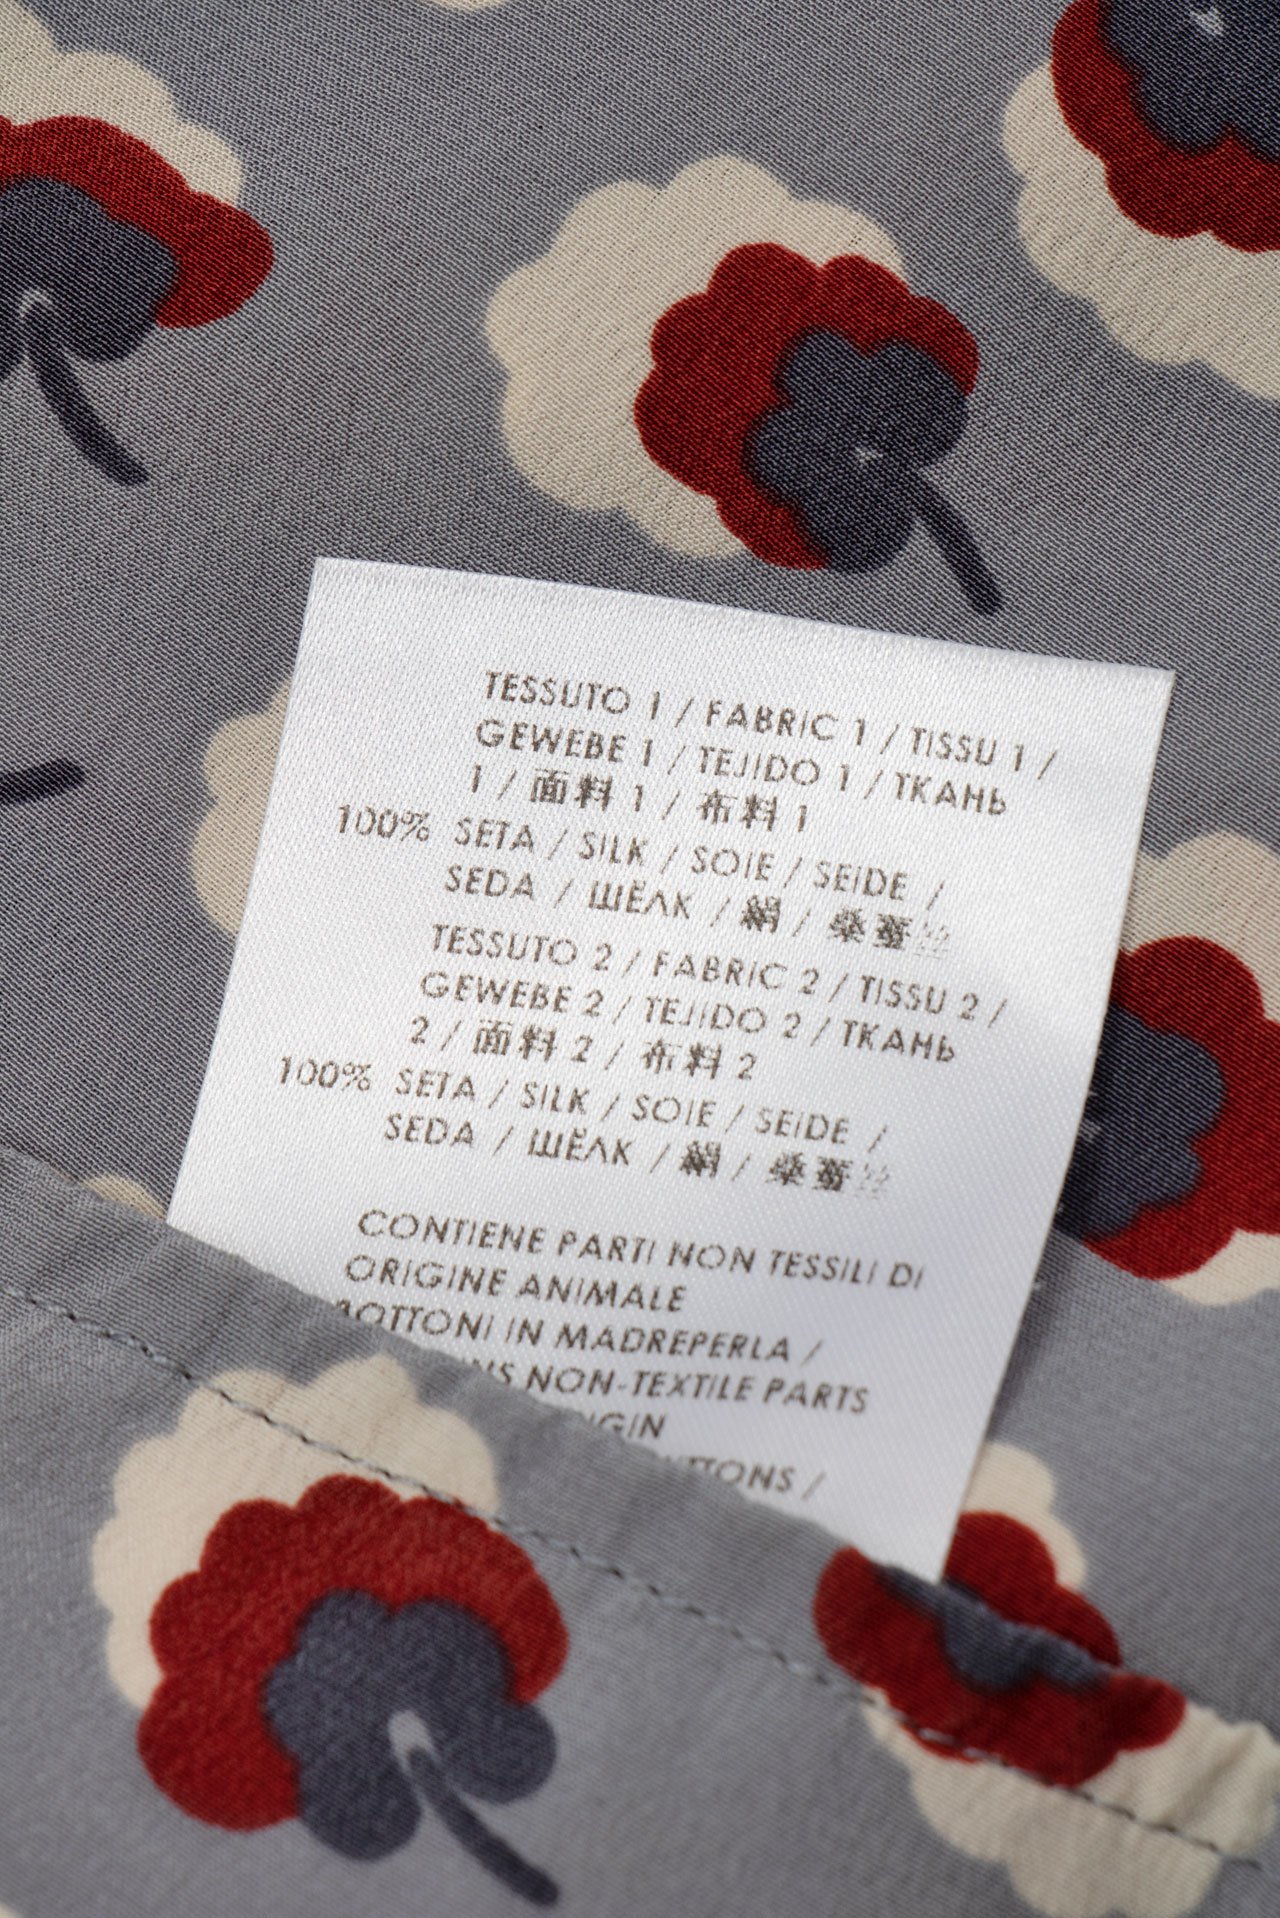 TESSUTO 1 / FABRIC 1 / TISSU 1 /
GEWEBE 1 / TEJIDO 1 / ТКАНЬ
1 / 面料 1 / 布料 1
100% SETA / SILK / SOIE / SEIDE /
SEDA / ШЁЛК / 絹 / 桑蚕丝
TESSUTO 2 / FABRIC 2 / TISSU 2 /
GEWEBE 2 / TEJIDO 2 / ТКАНЬ
2 / 面料 2 / 布料 2
100% SETA / SILK / SOIE / SEIDE /
SEDA / ШЁЛК / 絹 / 桑蚕丝
CONTIENE PARTI NON TESSILI DI
ORIGINE ANIMALE
BOTTONI IN MADREPERLA /
NON-TEXTILE PARTS